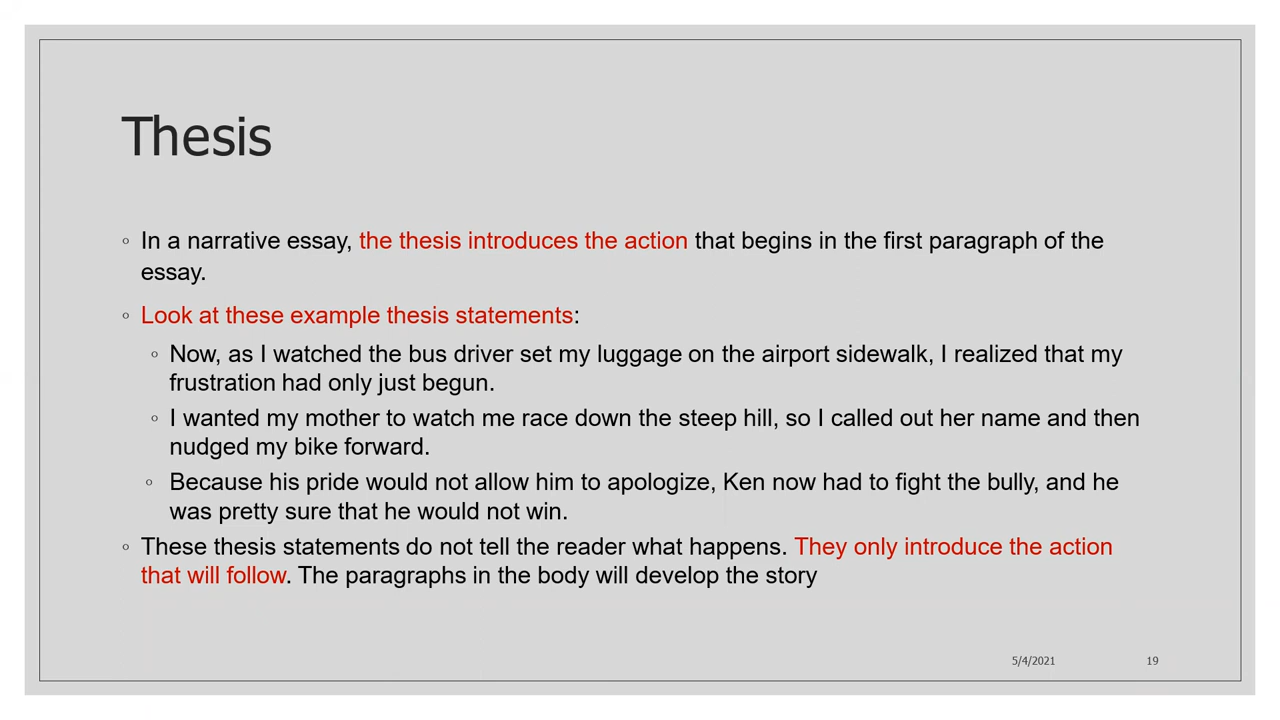 Thesis
◦ In a narrative essay, the thesis introduces the action that begins in the first paragraph of the
essay.
◦ Look at these example thesis statements:
◦ Now, as I watched the bus driver set my luggage on the airport sidewalk, I realized that my
frustration had only just begun.
◦ I wanted my mother to watch me race down the steep hill, so I called out her name and then
nudged my bike forward.
◦ Because his pride would not allow him to apologize, Ken now had to fight the bully, and he
was pretty sure that he would not win.
◦ These thesis statements do not tell the reader what happens. They only introduce the action
that will follow. The paragraphs in the body will develop the story
5/4/2021 19